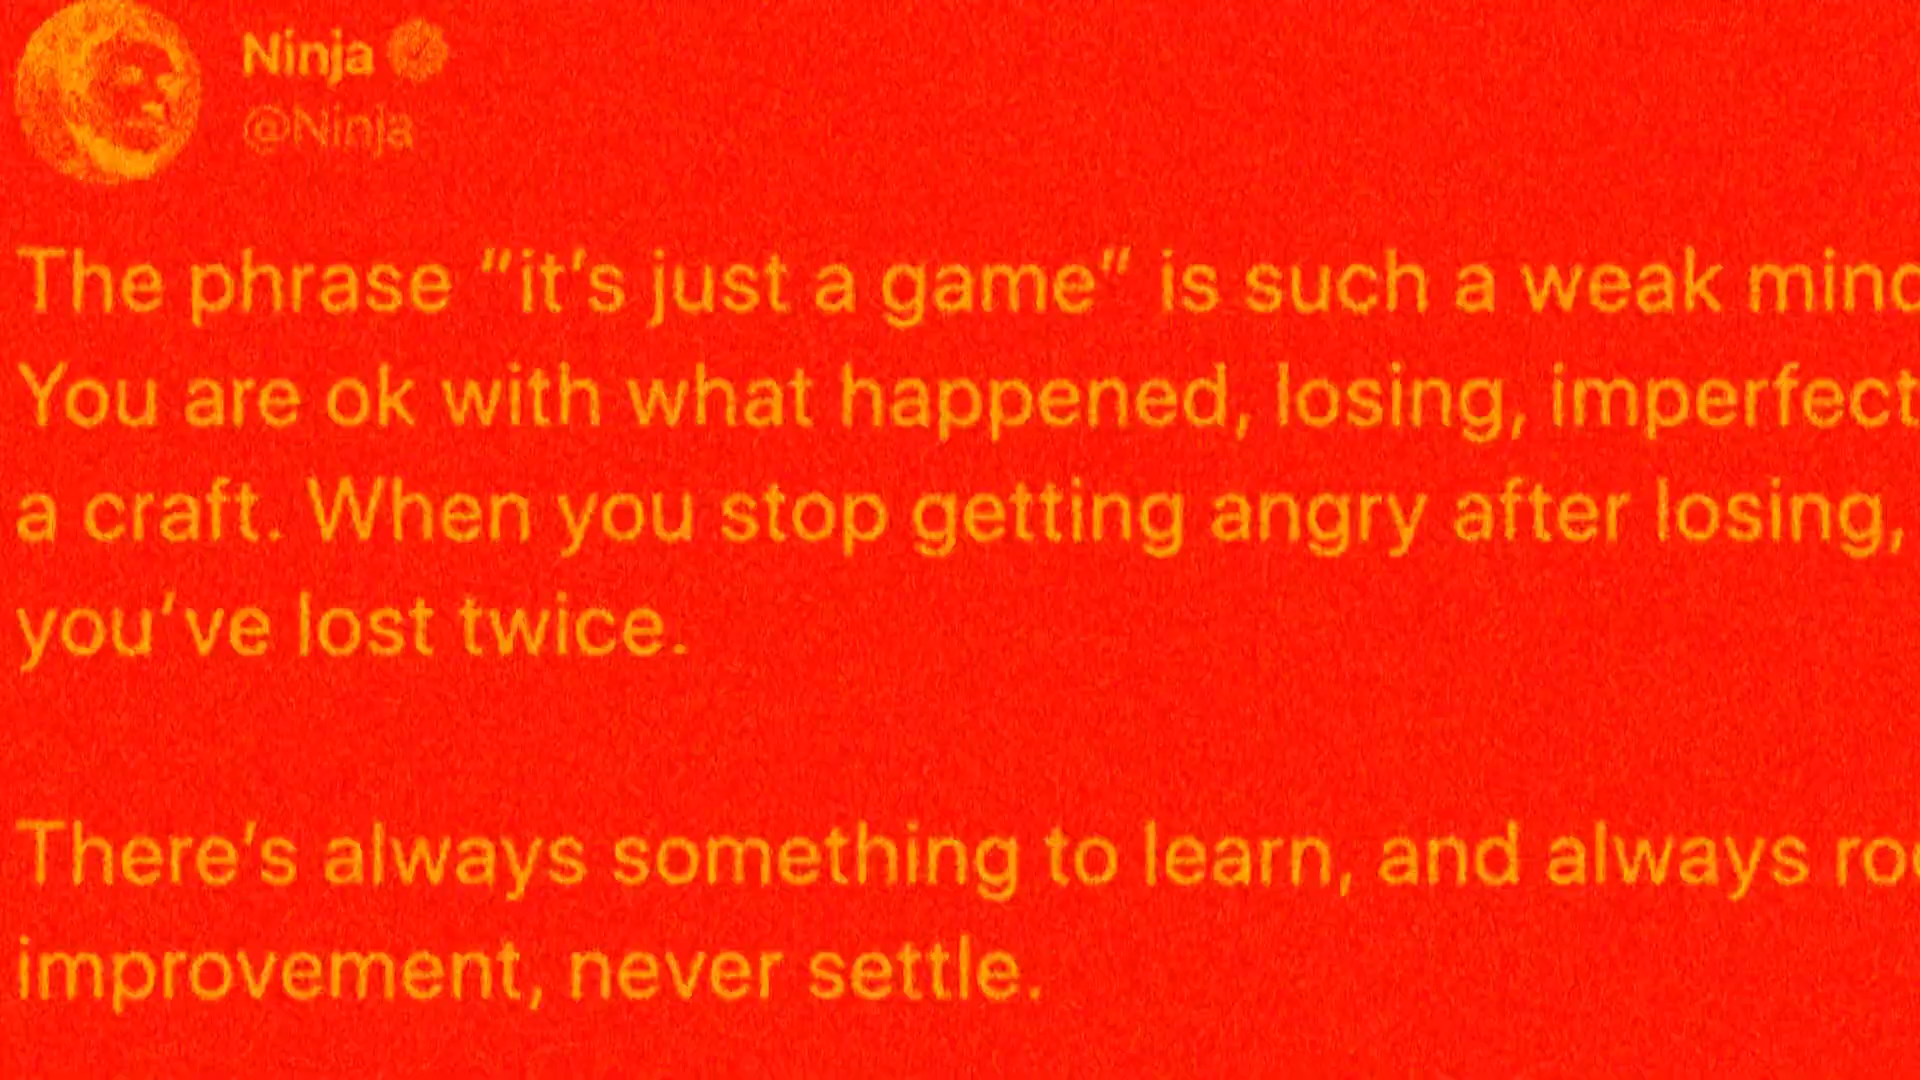 Ninja
@Ninja
The phrase "it's just a game" is such a weak
You are ok with what happened, losing,
a craft. When you stop getting angry after losing,
you've lost twice.
There's always something to learn, and always
improvement, never settle.